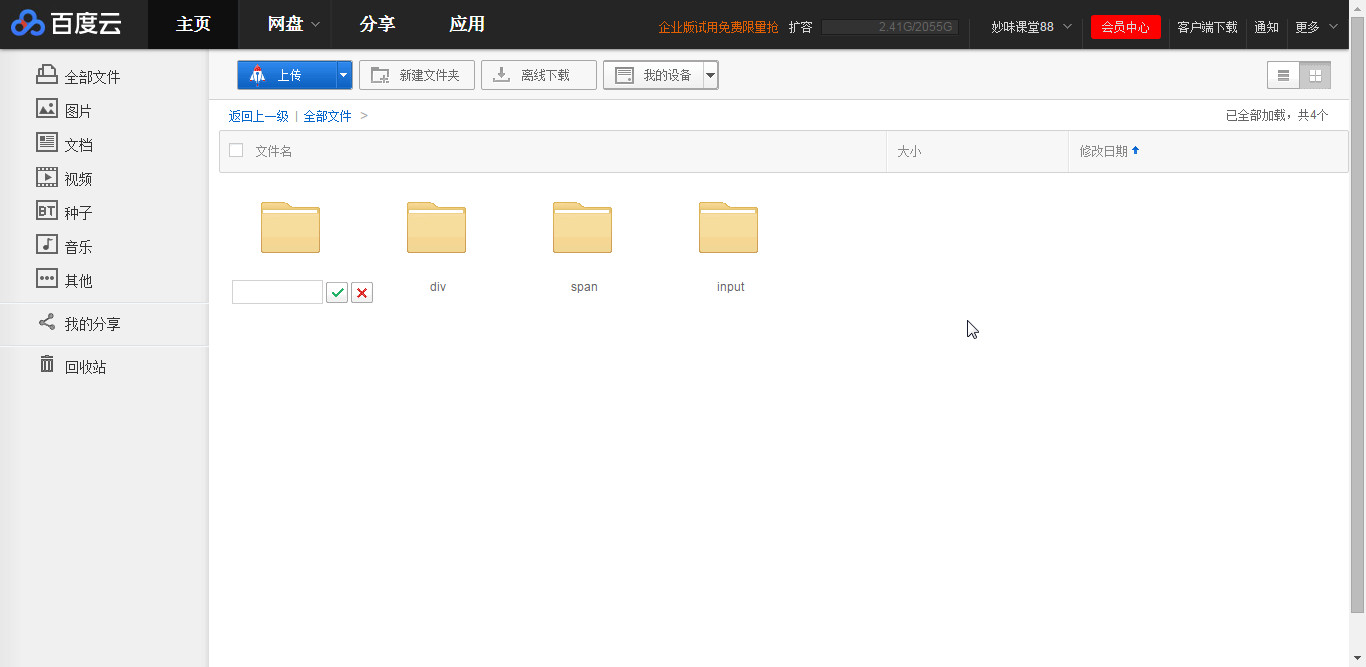 百度云 主页 网盘 分享 应用 企业版试用免费限量抢 扩容 2.41G/2055G 妙味课堂88 会员中心 客户端下载 通知 更多
上传 新建文件夹 离线下载 我的设备
返回上一级 | 全部文件 > 已全部加载，共4个
文件名 大小 修改日期
div span input
全部文件
图片
文档
视频
BT 种子
音乐
其他
我的分享
回收站